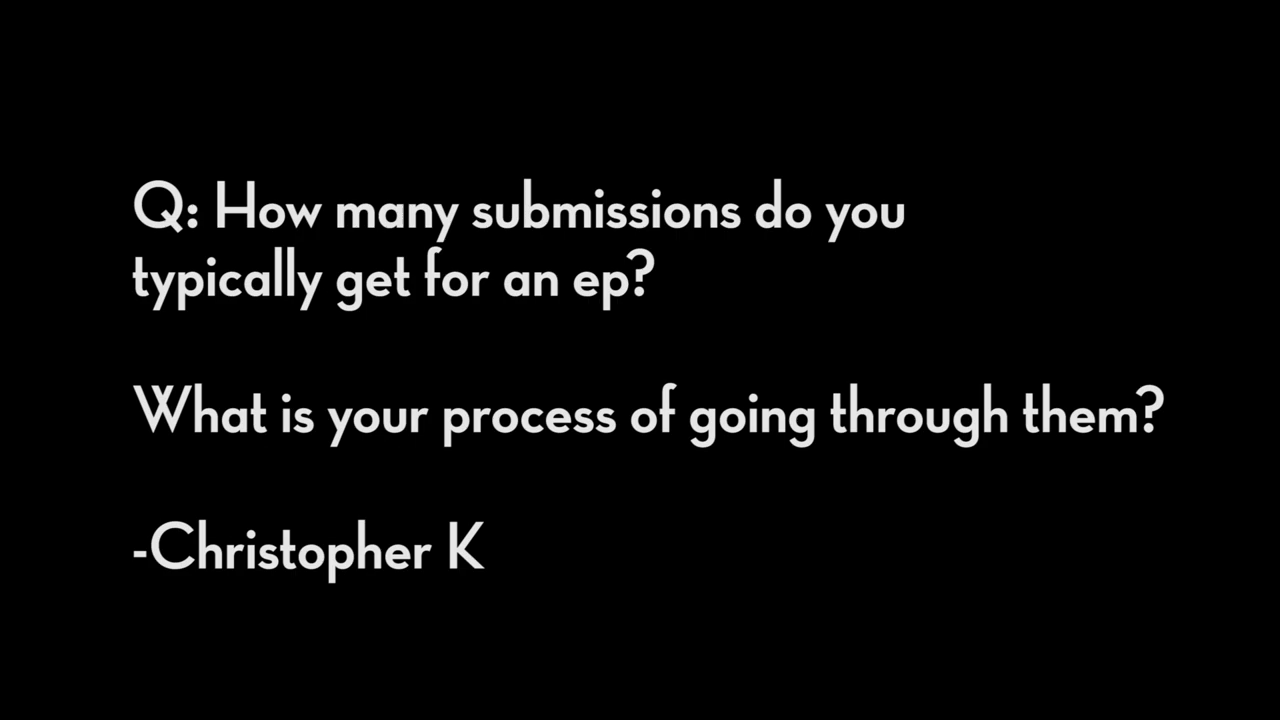 Q: How many submissions do you
typically get for an ep?
What is your process of going through them?
-Christopher K